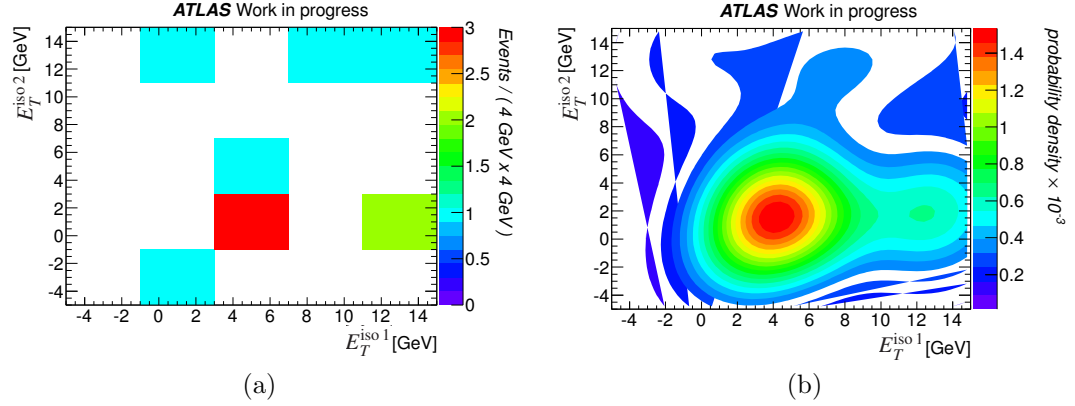 ATLAS Work in progress
E_T^{iso 2} [GeV]
14
12
10
8
6
4
2
0
-2
-4
-4 -2 0 2 4 6 8 10 12 14
E_T^{iso 1} [GeV]
3
2.5
2
1.5
1
0.5
0
Events / ( 4 GeV x 4 GeV )
(a)
ATLAS Work in progress
E_T^{iso 2} [GeV]
14
12
10
8
6
4
2
0
-2
-4
-4 -2 0 2 4 6 8 10 12 14
E_T^{iso 1} [GeV]
1.4
1.2
1
0.8
0.6
0.4
0.2
probability density × 10⁻³
(b)